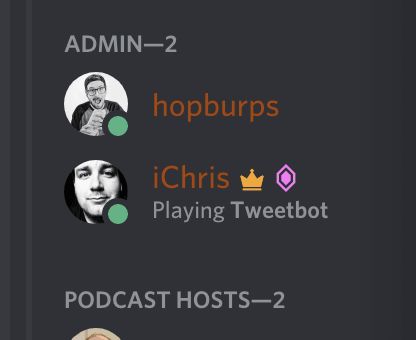 ADMIN—2
hopburps
iChris
Playing Tweetbot
PODCAST HOSTS—2